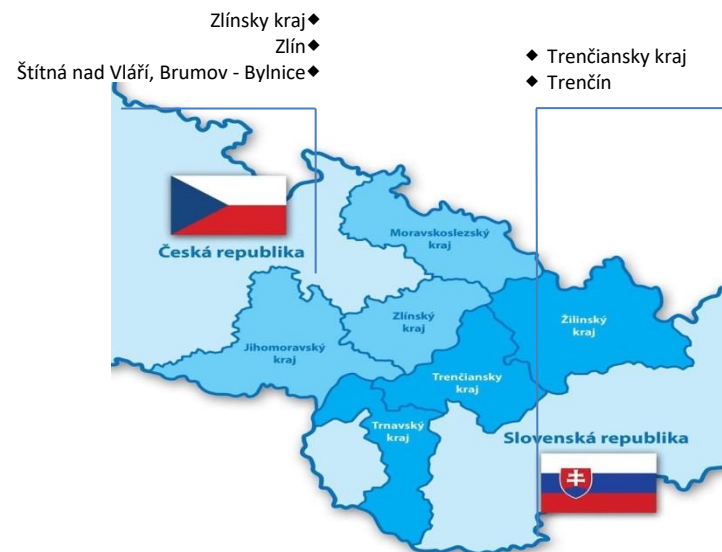 Zlínsky kraj◆
Zlín◆
Štítná nad Vláří, Brumov - Bylnice◆
◆ Trenčiansky kraj
◆ Trenčín
Moravskoslezský
kraj
Česká republika
Žilinský
kraj
Zlínský
kraj
Jihomoravský
kraj
Trenčiansky
kraj
Trnavský
kraj
Slovenská republika